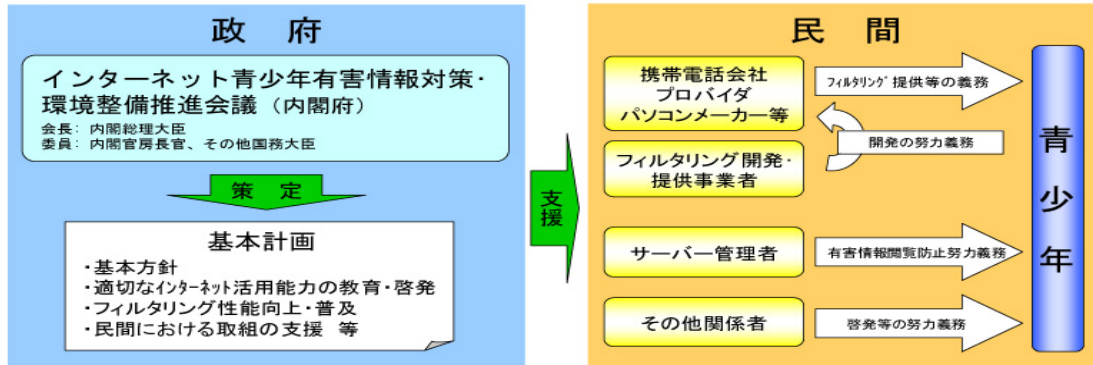 政 府
インターネット青少年有害情報対策・
環境整備推進会議（内閣府）
会長：内閣総理大臣
委員：内閣官房長官、その他国務大臣
策 定
基本計画
・基本方針
・適切なインターネット活用能力の教育・啓発
・フィルタリング性能向上・普及
・民間における取組の支援 等
支援
民 間
携帯電話会社
プロバイダ
パソコンメーカー等
フィルタリング提供等の義務
開発の努力義務
フィルタリング開発・
提供事業者
サーバー管理者
有害情報閲覧防止努力義務
その他関係者
啓発等の努力義務
青少年